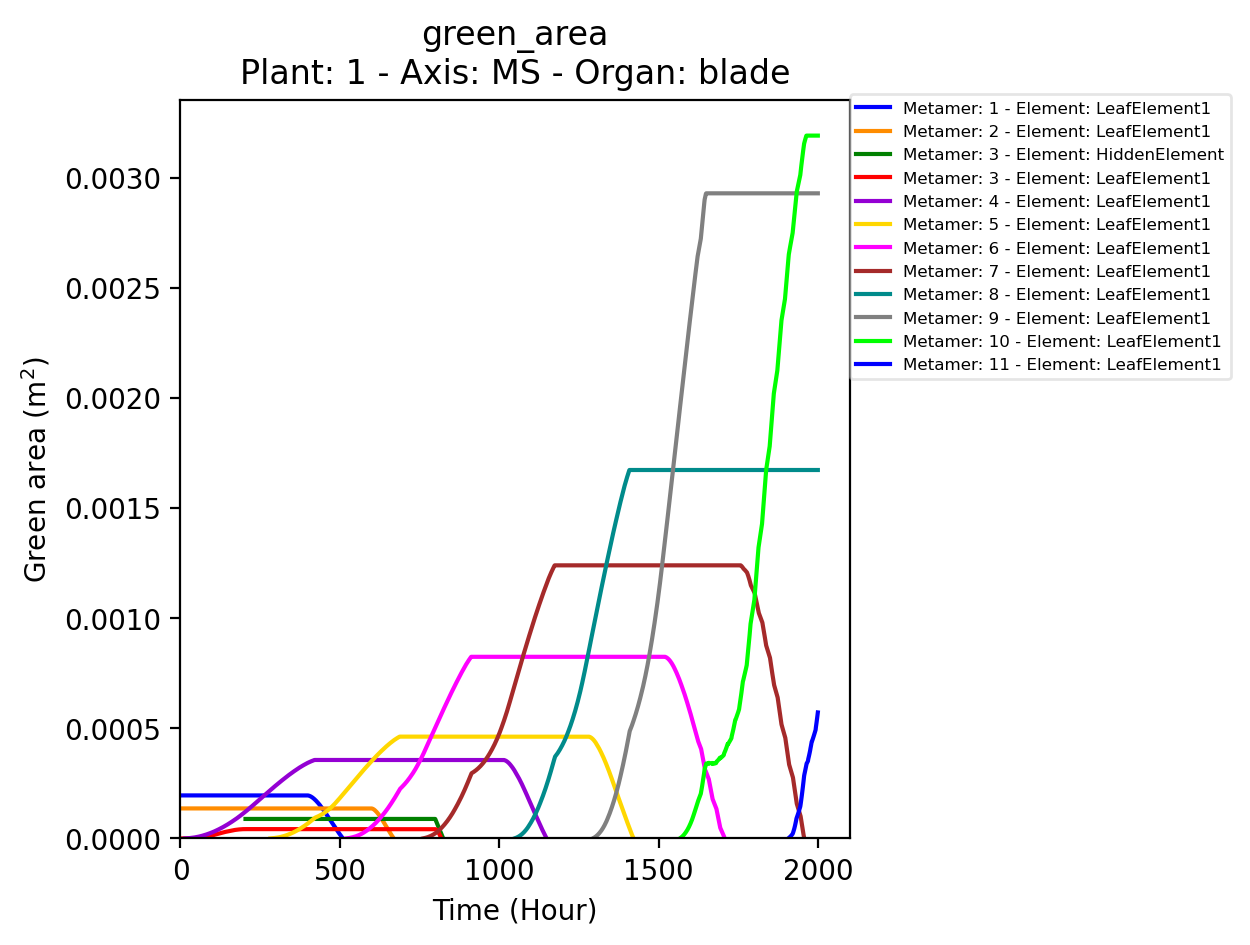 green_area
Plant: 1 - Axis: MS - Organ: blade
Metamer: 1 - Element: LeafElement1
Metamer: 2 - Element: LeafElement1
Metamer: 3 - Element: HiddenElement
Metamer: 3 - Element: LeafElement1
Metamer: 4 - Element: LeafElement1
Metamer: 5 - Element: LeafElement1
Metamer: 6 - Element: LeafElement1
Metamer: 7 - Element: LeafElement1
Metamer: 8 - Element: LeafElement1
Metamer: 9 - Element: LeafElement1
Metamer: 10 - Element: LeafElement1
Metamer: 11 - Element: LeafElement1
Green area (m²)
0.0030
0.0025
0.0020
0.0015
0.0010
0.0005
0.0000
0 500 1000 1500 2000
Time (Hour)